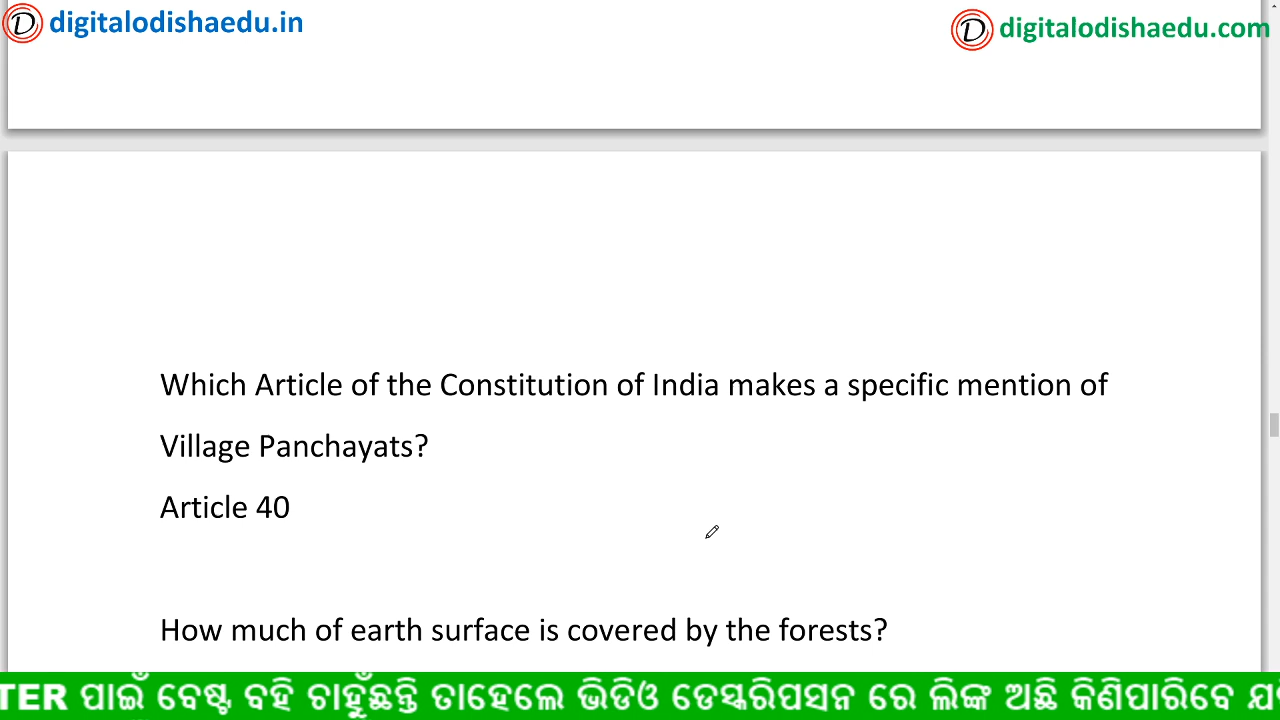 digitalodishaedu.in
digitalodishaedu.com
Which Article of the Constitution of India makes a specific mention of
Village Panchayats?
Article 40
How much of earth surface is covered by the forests?
TER ପାଇଁ ବେଷ୍ଟ ବହି ଚାହୁଁଛନ୍ତି ତାହେଲେ ଭିଡିଓ ଡେସ୍କରିପସନ ରେ ଲିଙ୍କ ଅଛି କିଣିପାରିବେ